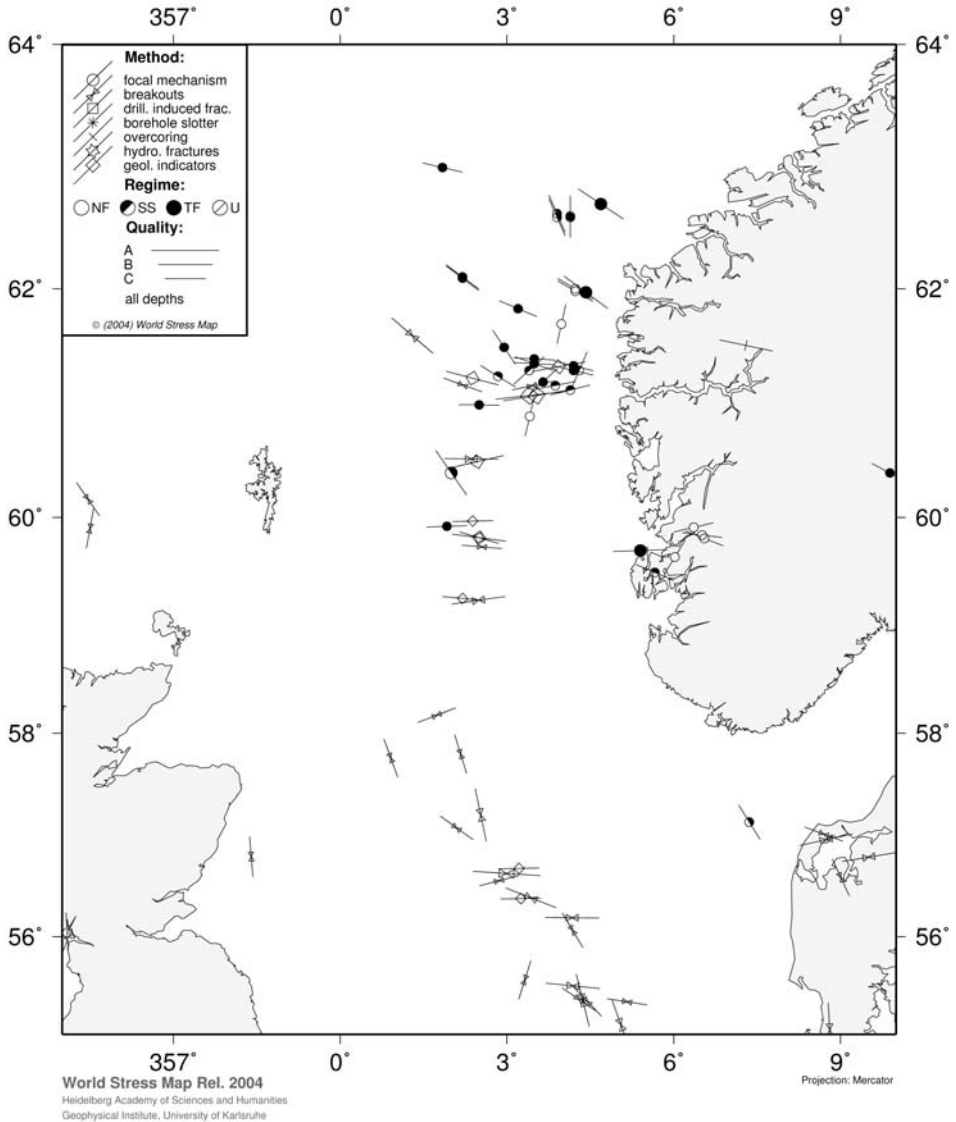 357˚ 0˚ 3˚ 6˚ 9˚
64˚ 64˚
Method:
focal mechanism
breakouts
drill. induced frac.
borehole slotter
overcoring
hydro. fractures
geol. indicators
Regime:
NF SS TF U
Quality:
A
B
C
all depths
© (2004) World Stress Map
62˚ 62˚
60˚ 60˚
58˚ 58˚
56˚ 56˚
357˚ 0˚ 3˚ 6˚ 9˚
World Stress Map Rel. 2004
Projection: Mercator
Heidelberg Academy of Sciences and Humanities
Geophysical Institute, University of Karlsruhe